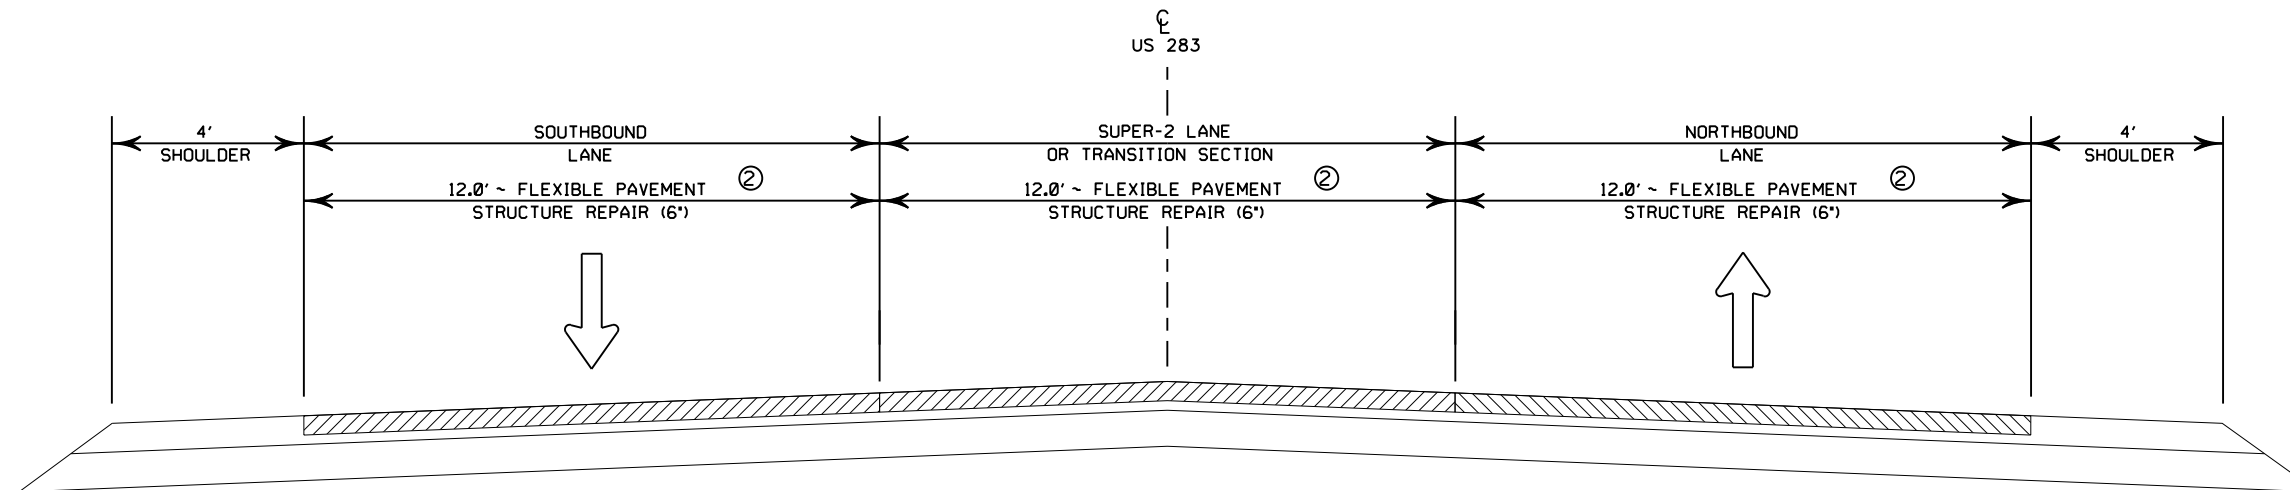 ℄
US 283
4'
SHOULDER
SOUTHBOUND
LANE
SUPER-2 LANE
OR TRANSITION SECTION
NORTHBOUND
LANE
4'
SHOULDER
12.0' ~ FLEXIBLE PAVEMENT ②
STRUCTURE REPAIR (6")
12.0' ~ FLEXIBLE PAVEMENT ②
STRUCTURE REPAIR (6")
12.0' ~ FLEXIBLE PAVEMENT ②
STRUCTURE REPAIR (6")